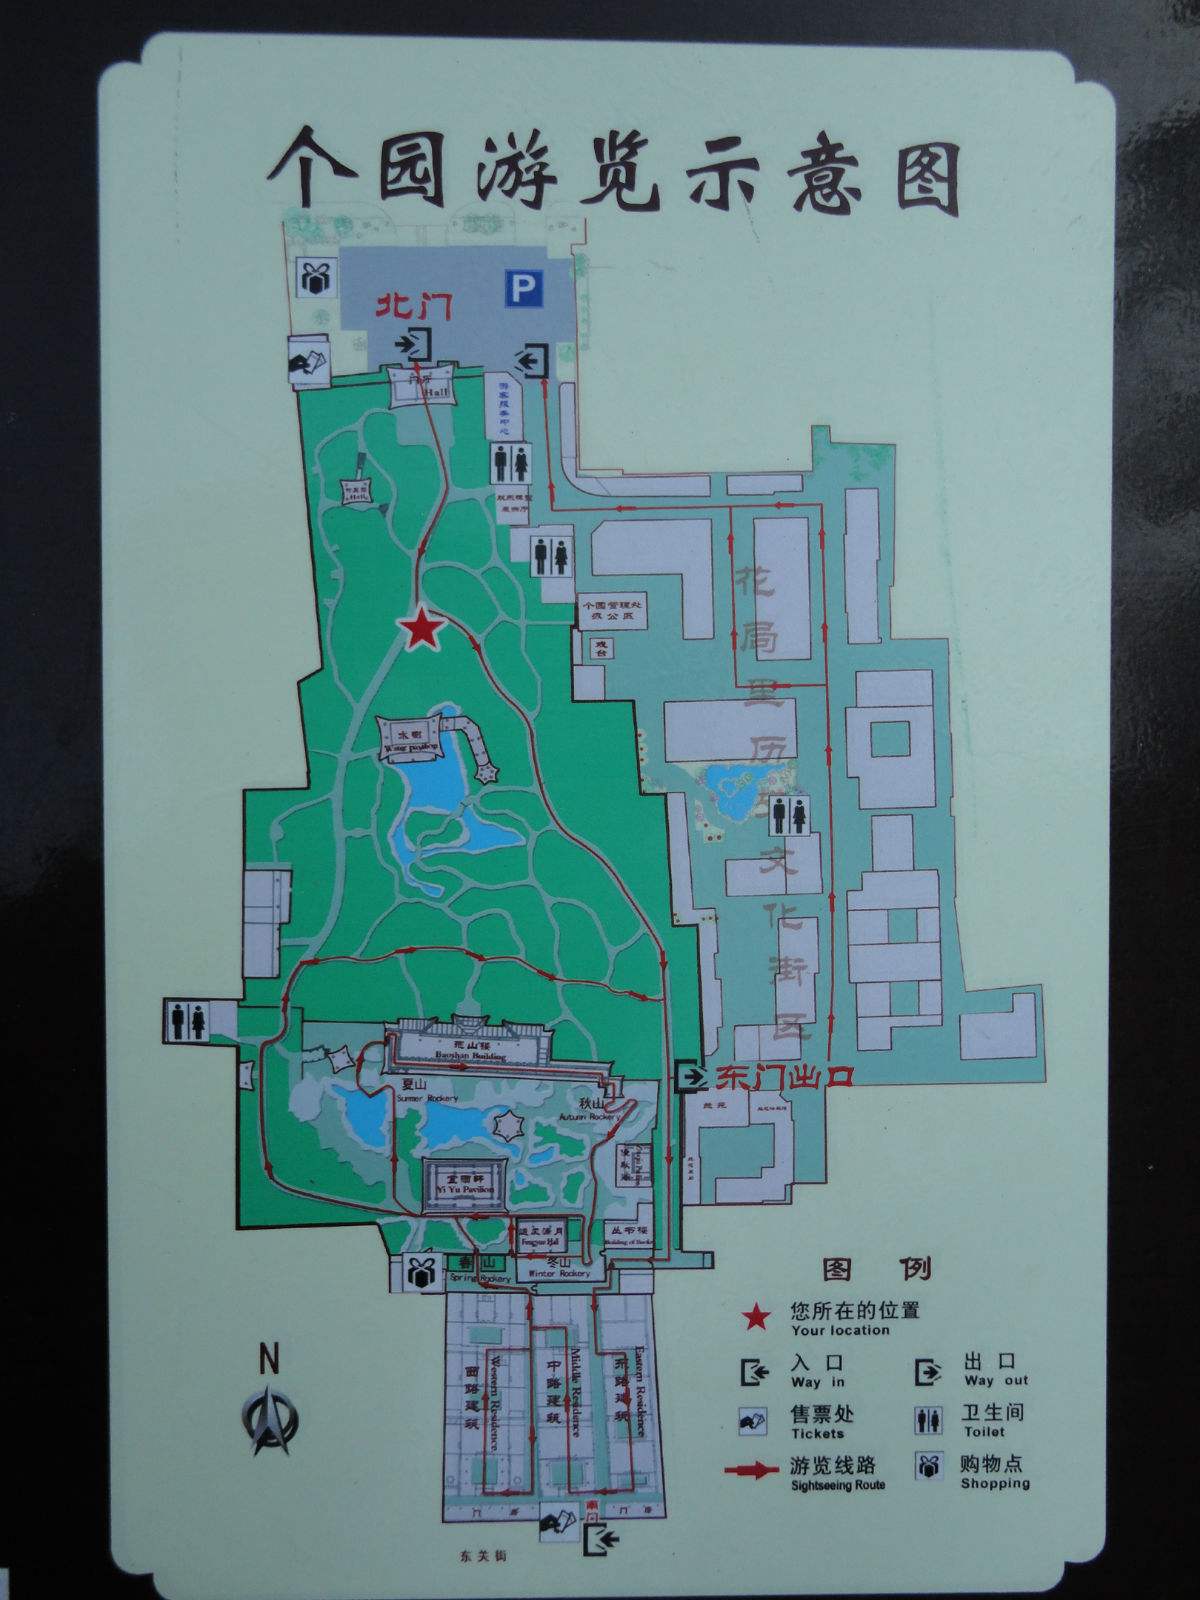 个园游览示意图
P
北门
门厅
Hall
游客服务中心
Hall
个园管理处
办公区
戏台
花局里历史文化街区
水榭
Water Pavilion
抱山楼
Baoshan Building
夏山
Summer Rockery
秋山
Autumn Rockery
东门出口
宜雨轩
Yi Yu Pavilion
透风漏月
Fengyue Hall
丛书楼
Building of Books
春山
Spring Rockery
冬山
Winter Rockery
西路建筑
Western Residence
中路建筑
Middle Residence
东路建筑
Eastern Residence
南门
东关街
N
图例
您所在的位置
Your location
入口
Way in
出口
Way out
售票处
Tickets
卫生间
Toilet
游览线路
Sightseeing Route
购物点
Shopping